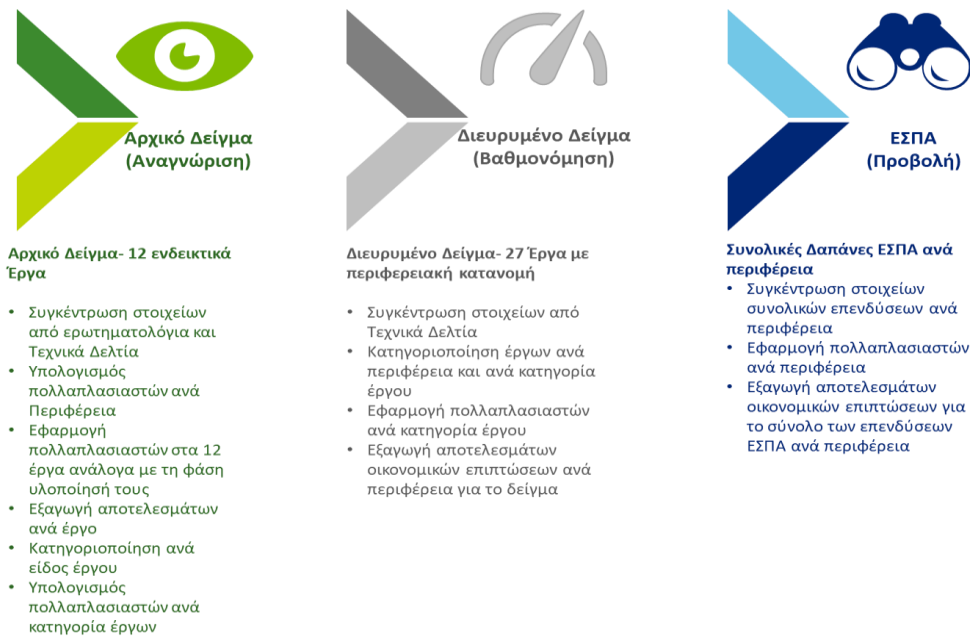 Αρχικό Δείγμα
(Αναγνώριση)
Αρχικό Δείγμα- 12 ενδεικτικά
Έργα
• Συγκέντρωση στοιχείων
από ερωτηματολόγια και
Τεχνικά Δελτία
• Υπολογισμός
πολλαπλασιαστών ανά
Περιφέρεια
• Εφαρμογή
πολλαπλασιαστών στα 12
έργα ανάλογα με τη φάση
υλοποίησή τους
• Εξαγωγή αποτελεσμάτων
ανά έργο
• Κατηγοριοποίηση ανά
είδος έργου
• Υπολογισμός
πολλαπλασιαστών ανά
κατηγορία έργων
Διευρυμένο Δείγμα
(Βαθμονόμηση)
Διευρυμένο Δείγμα- 27 Έργα με
περιφερειακή κατανομή
• Συγκέντρωση στοιχείων από
Τεχνικά Δελτία
• Κατηγοριοποίηση έργων ανά
περιφέρεια και ανά κατηγορία
έργου
• Εφαρμογή πολλαπλασιαστών
ανά κατηγορία έργου
• Εξαγωγή αποτελεσμάτων
οικονομικών επιπτώσεων ανά
περιφέρεια για το δείγμα
ΕΣΠΑ
(Προβολή)
Συνολικές Δαπάνες ΕΣΠΑ ανά
περιφέρεια
• Συγκέντρωση στοιχείων
συνολικών επενδύσεων ανά
περιφέρεια
• Εφαρμογή πολλαπλασιαστών
ανά περιφέρεια
• Εξαγωγή αποτελεσμάτων
οικονομικών επιπτώσεων για
το σύνολο των επενδύσεων
ΕΣΠΑ ανά περιφέρεια